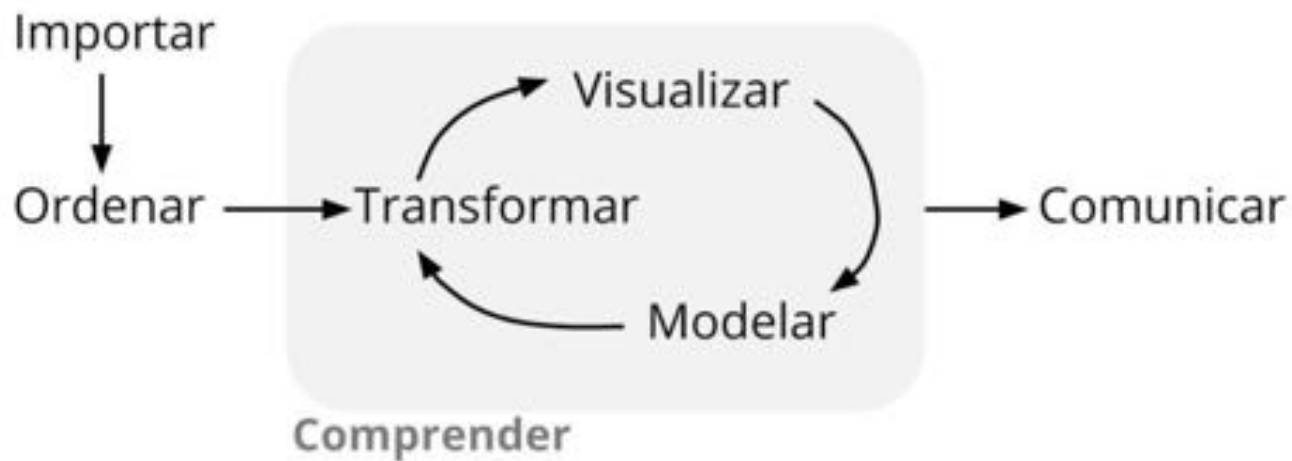 Importar
Visualizar
Ordenar
Transformar
Comunicar
Modelar
Comprender